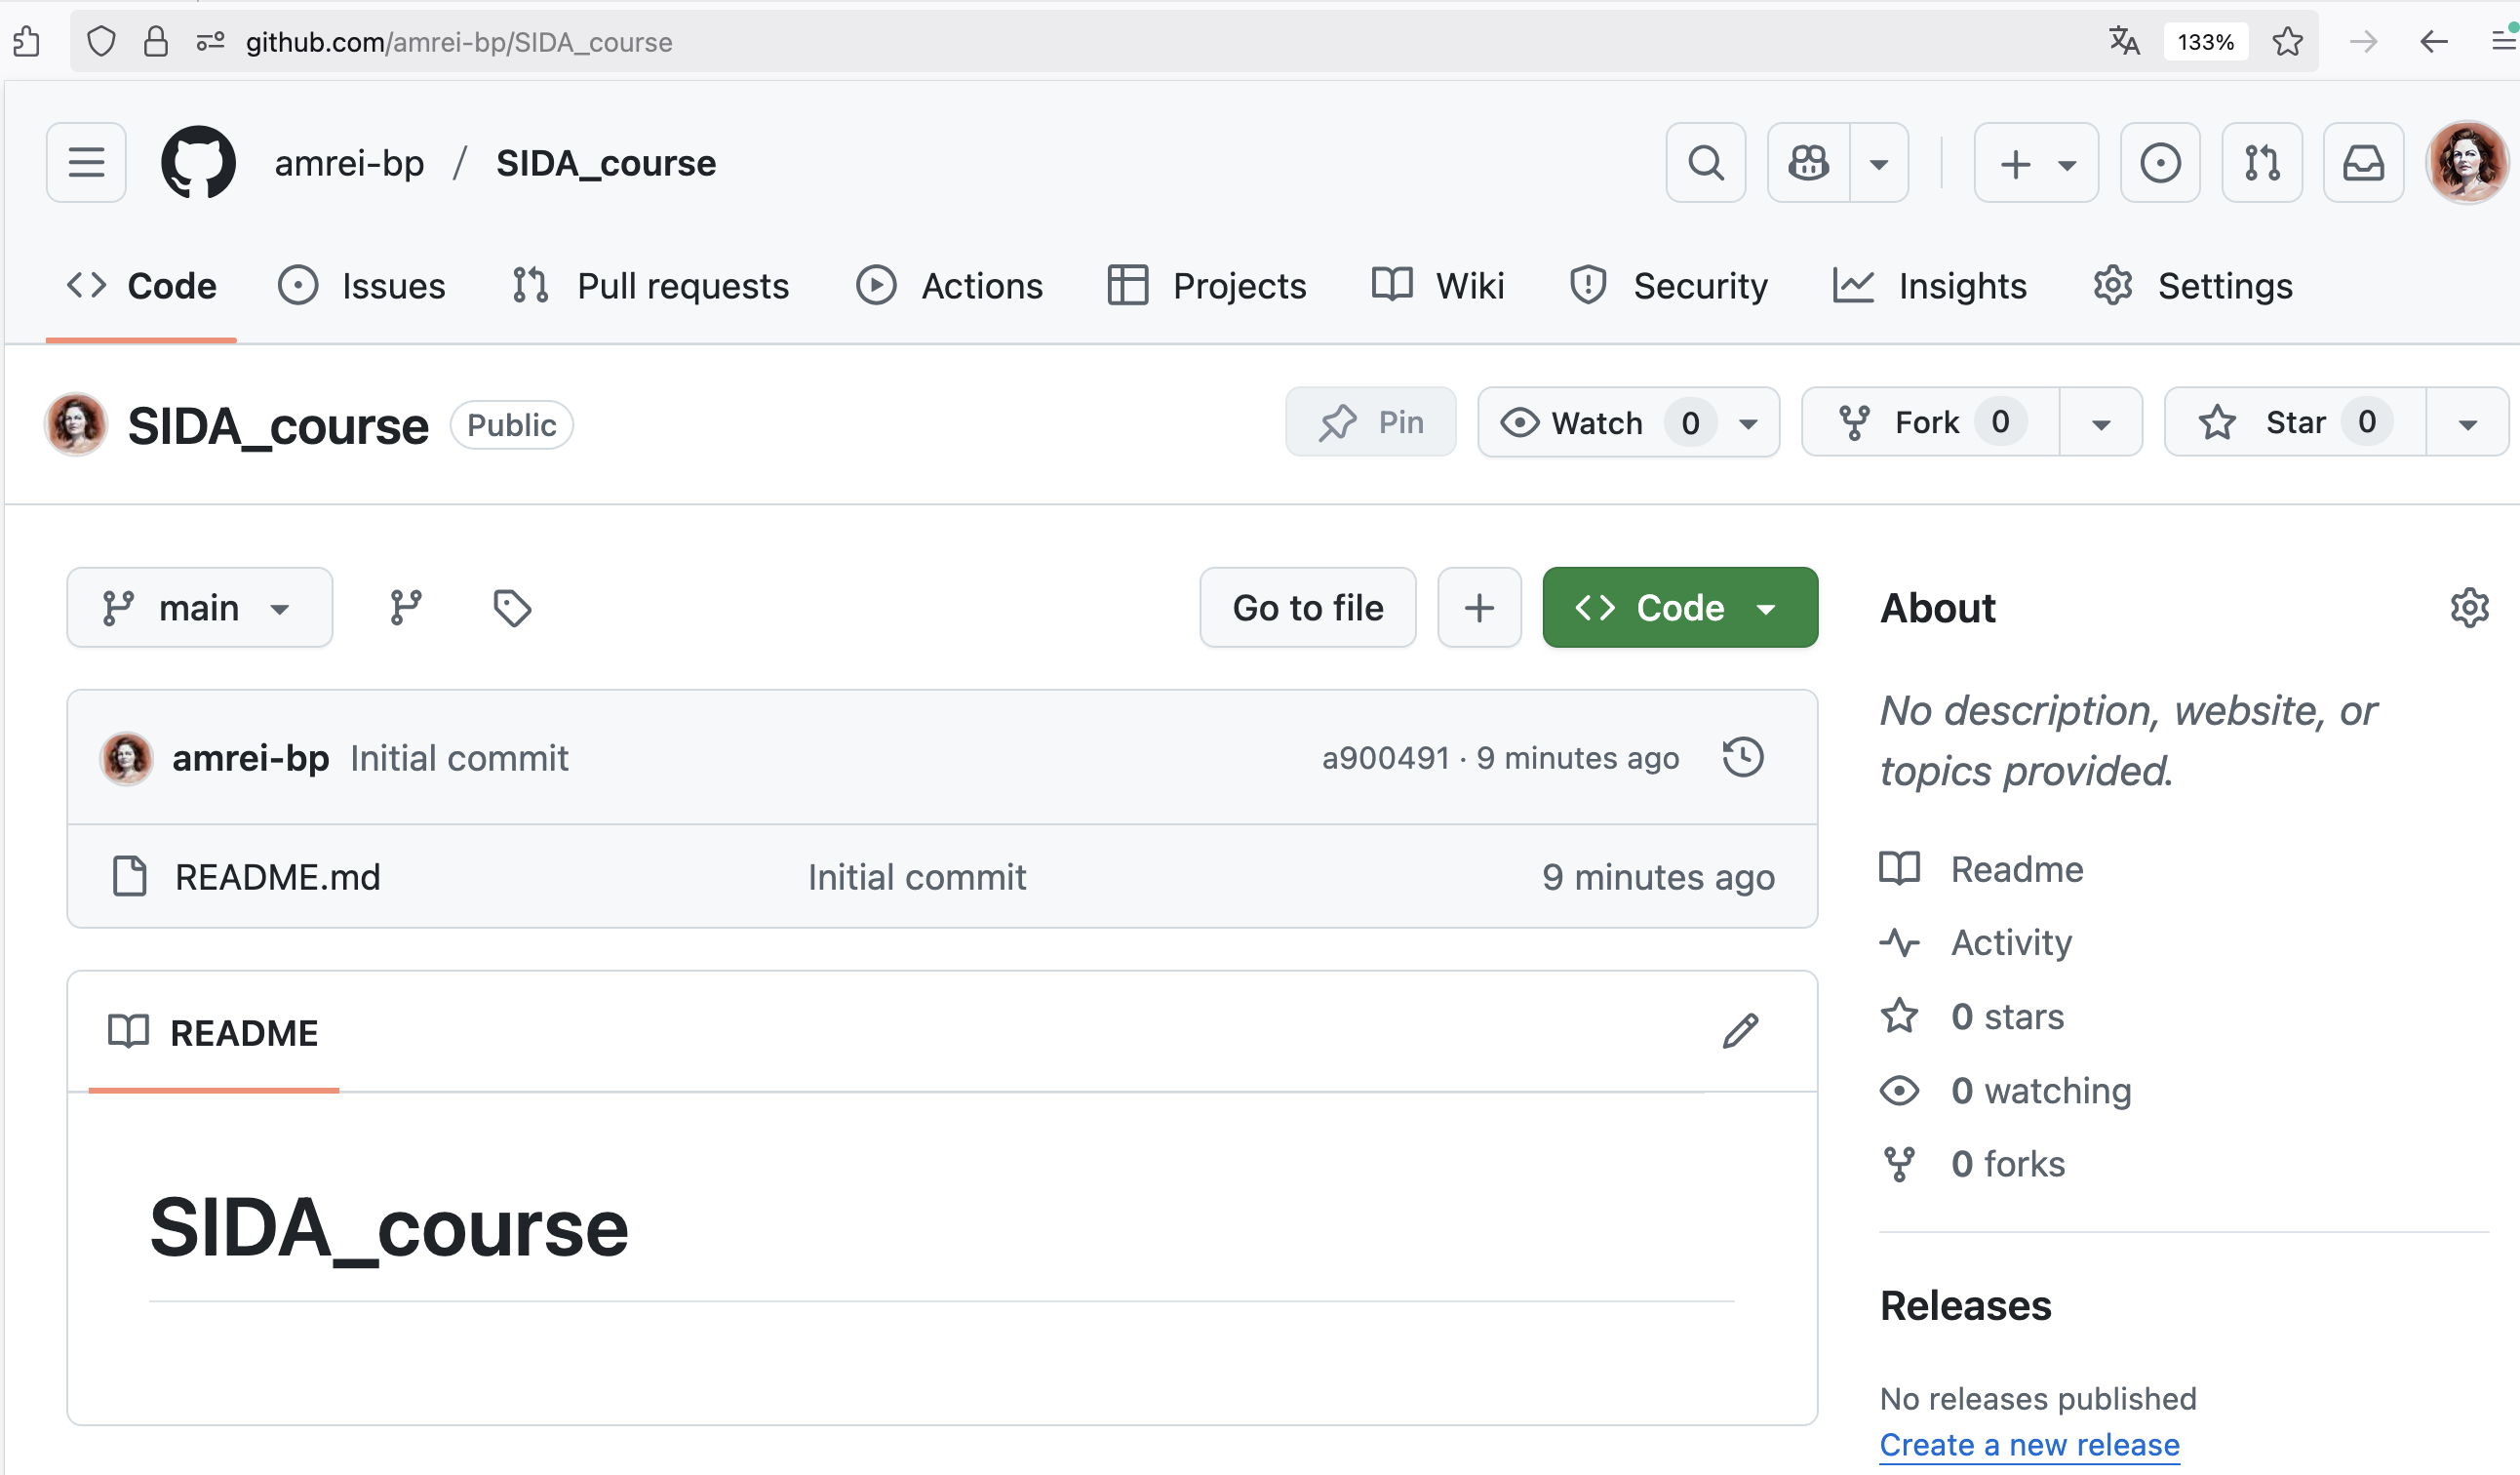 github.com/amrei-bp/SIDA_course 133%
amrei-bp / SIDA_course
Code Issues Pull requests Actions Projects Wiki Security Insights Settings
SIDA_course Public Pin Watch 0 Fork 0 Star 0
main Go to file Code
amrei-bp Initial commit a900491 · 9 minutes ago
README.md Initial commit 9 minutes ago
README
SIDA_course
About
No description, website, or
topics provided.
Readme
Activity
0 stars
0 watching
0 forks
Releases
No releases published
Create a new release